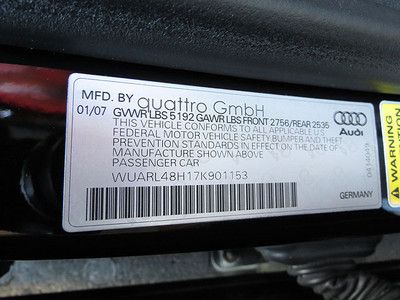 MFD. BY quattro GmbH
01/07 GVWR LBS 5192 GAWR LBS FRONT 2756/REAR 2535
THIS VEHICLE CONFORMS TO ALL APPLICABLE U.S.
FEDERAL MOTOR VEHICLE SAFETY, BUMPER, AND THEFT
PREVENTION STANDARDS IN EFFECT ON THE DATE OF
MANUFACTURE SHOWN ABOVE.
PASSENGER CAR
WUARL48H17K901153
Audi
GERMANY
WARNING